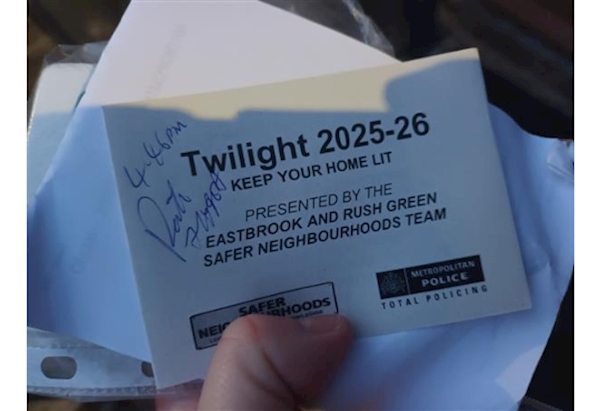 4.46pm
Twilight 2025-26
KEEP YOUR HOME LIT
PRESENTED BY THE
EASTBROOK AND RUSH GREEN
SAFER NEIGHBOURHOODS TEAM
METROPOLITAN
POLICE
TOTAL POLICING
SAFER